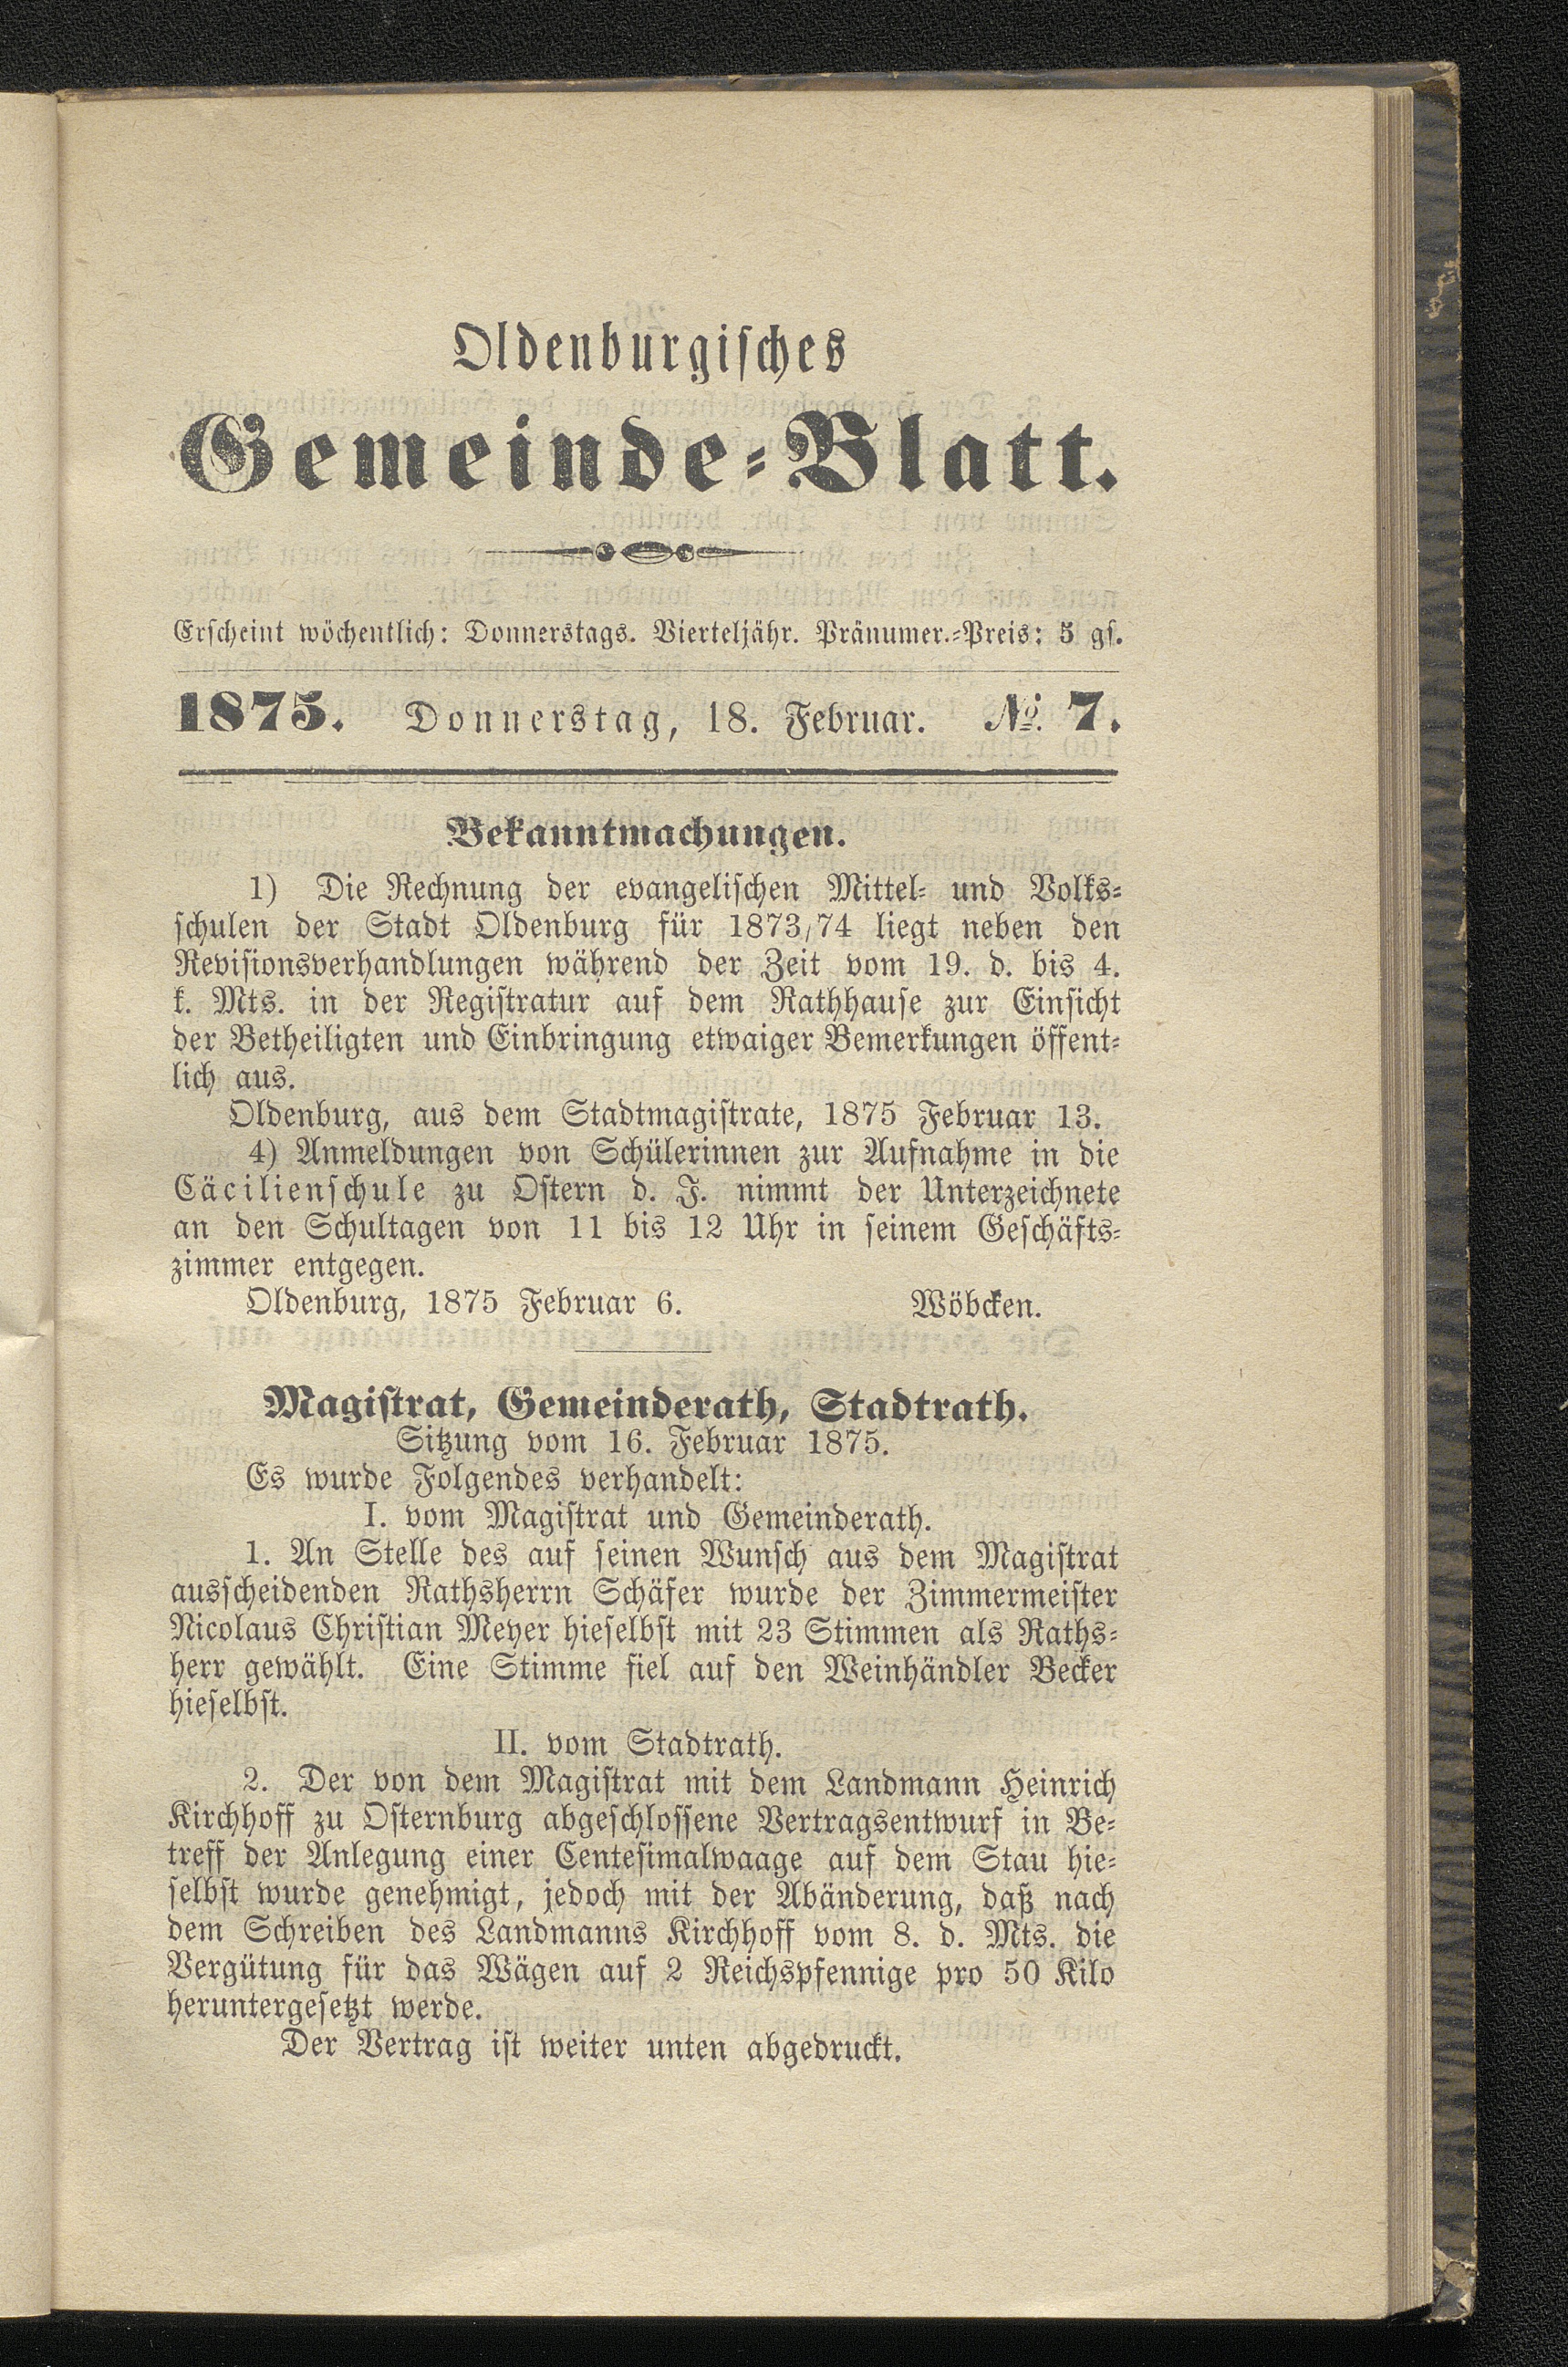 Oldenburgisches
Gemeinde-Blatt.
Erscheint wöchentlich: Donnerstags. Vierteljähr. Pränumer.-Preis: 5 gs.
1875. Donnerstag, 18. Februar. № 7.
Bekanntmachungen.
1) Die Rechnung der evangelischen Mittel- und Volks-
schulen der Stadt Oldenburg für 1873/74 liegt neben den
Revisionsverhandlungen während der Zeit vom 19. d. bis 4.
k. Mts. in der Registratur auf dem Rathhause zur Einsicht
der Betheiligten und Einbringung etwaiger Bemerkungen öffent-
lich aus.
Oldenburg, aus dem Stadtmagistrate, 1875 Februar 13.
4) Anmeldungen von Schülerinnen zur Aufnahme in die
Cäcilienschule zu Ostern d. J. nimmt der Unterzeichnete
an den Schultagen von 11 bis 12 Uhr in seinem Geschäfts-
zimmer entgegen.
Oldenburg, 1875 Februar 6. Wöbcken.
Magistrat, Gemeinderath, Stadtrath.
Sitzung vom 16. Februar 1875.
Es wurde Folgendes verhandelt:
I. vom Magistrat und Gemeinderath.
1. An Stelle des auf seinen Wunsch aus dem Magistrat
ausscheidenden Rathsherrn Schäfer wurde der Zimmermeister
Nicolaus Christian Meyer hieselbst mit 23 Stimmen als Raths-
herr gewählt. Eine Stimme fiel auf den Weinhändler Becker
hieselbst.
II. vom Stadtrath.
2. Der von dem Magistrat mit dem Landmann Heinrich
Kirchhoff zu Osternburg abgeschlossene Vertragsentwurf in Be-
treff der Anlegung einer Centesimalwaage auf dem Stau hie-
selbst wurde genehmigt, jedoch mit der Abänderung, daß nach
dem Schreiben des Landmanns Kirchhoff vom 8. d. Mts. die
Vergütung für das Wägen auf 2 Reichspfennige pro 50 Kilo
heruntergesetzt werde.
Der Vertrag ist weiter unten abgedruckt.